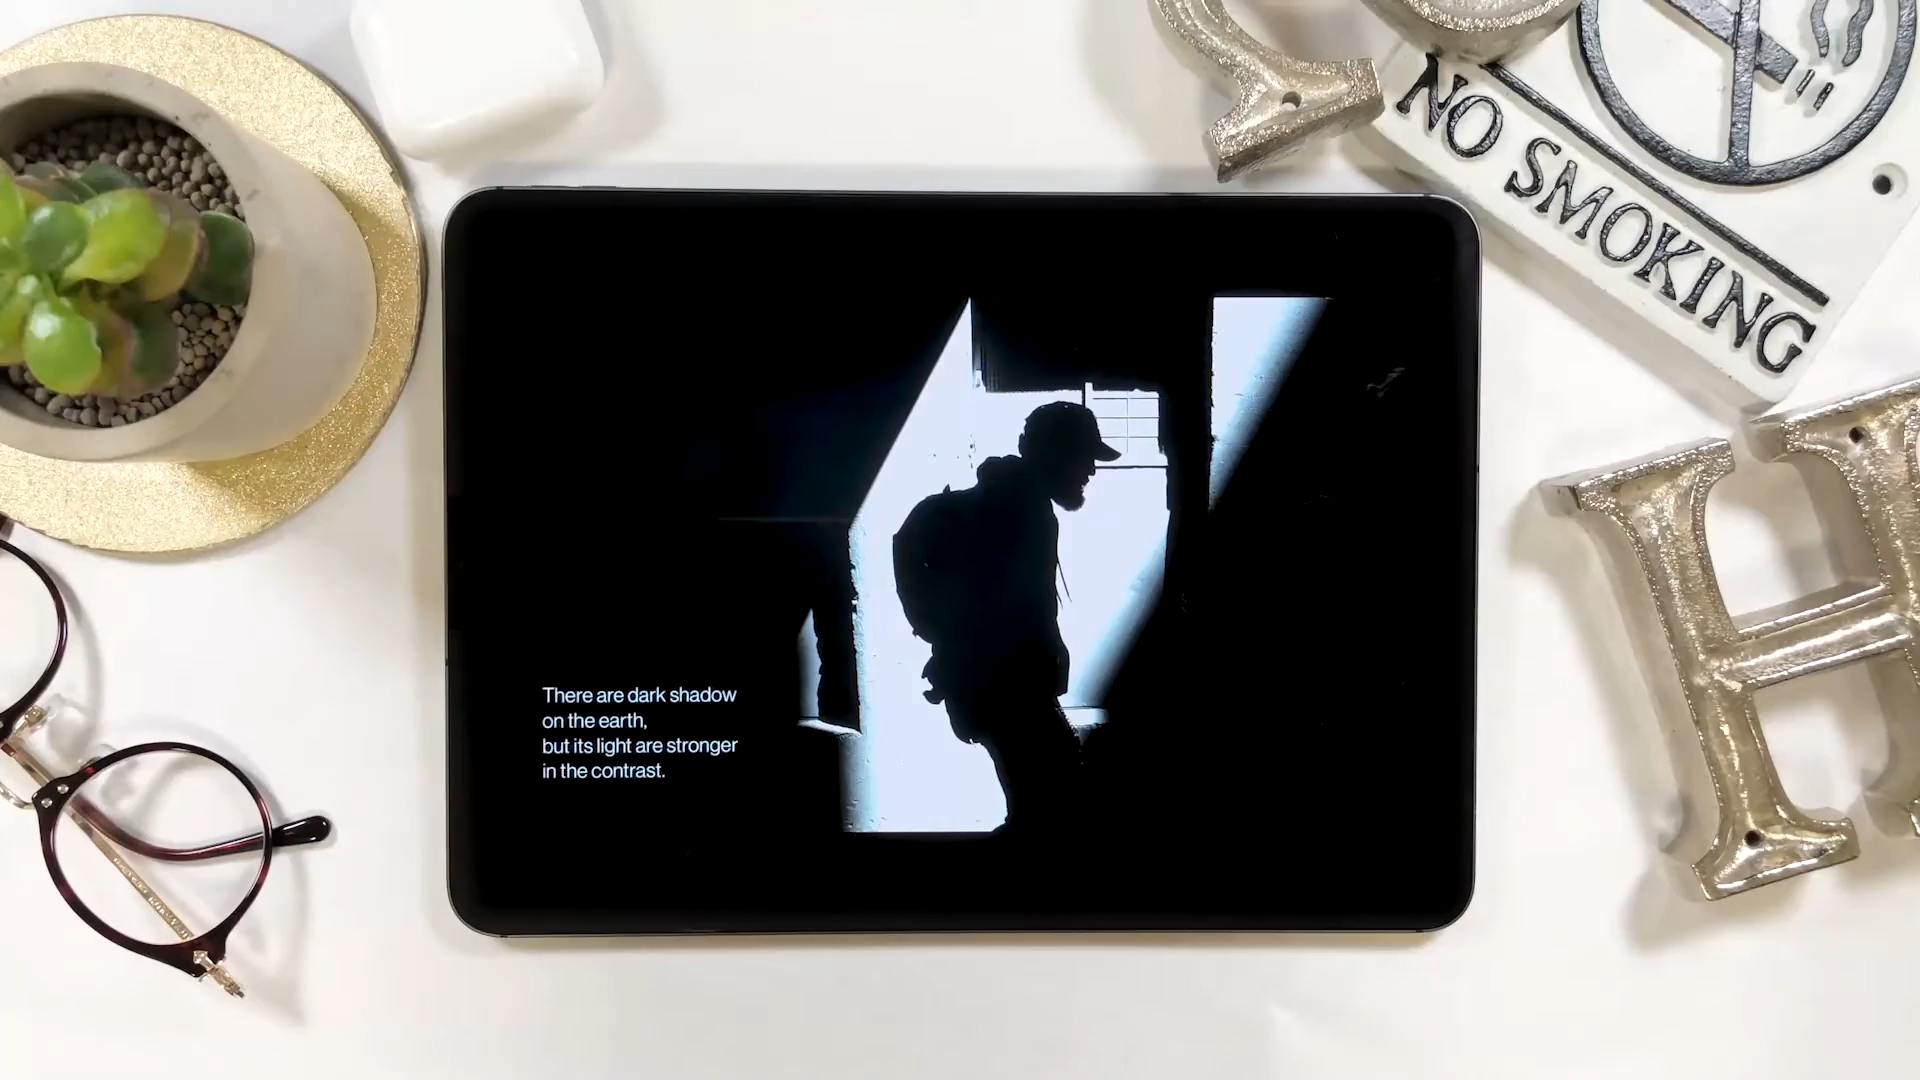 NO SMOKING
There are dark shadow
on the earth,
but its light are stronger
in the contrast.
H